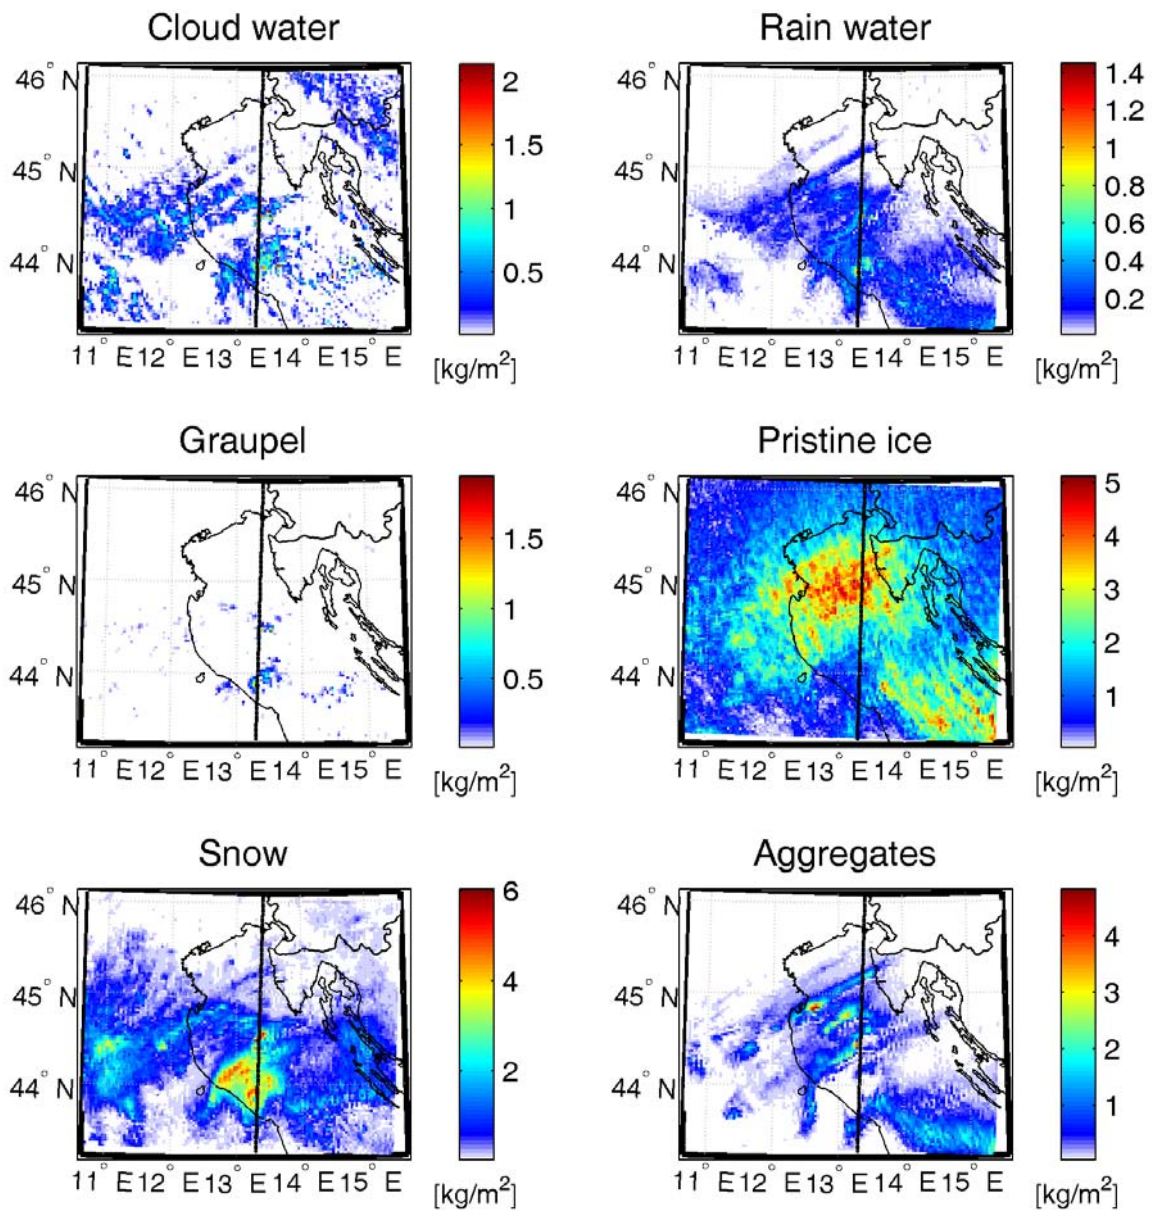 Cloud water
46° N
45° N
44° N
11° E 12° E 13° E 14° E 15° E
2
1.5
1
0.5
[kg/m²]
Rain water
46° N
45° N
44° N
11° E 12° E 13° E 14° E 15° E
1.4
1.2
1
0.8
0.6
0.4
0.2
[kg/m²]
Graupel
46° N
45° N
44° N
11° E 12° E 13° E 14° E 15° E
1.5
1
0.5
[kg/m²]
Pristine ice
46° N
45° N
44° N
11° E 12° E 13° E 14° E 15° E
5
4
3
2
1
[kg/m²]
Snow
46° N
45° N
44° N
11° E 12° E 13° E 14° E 15° E
6
4
2
[kg/m²]
Aggregates
46° N
45° N
44° N
11° E 12° E 13° E 14° E 15° E
4
3
2
1
[kg/m²]